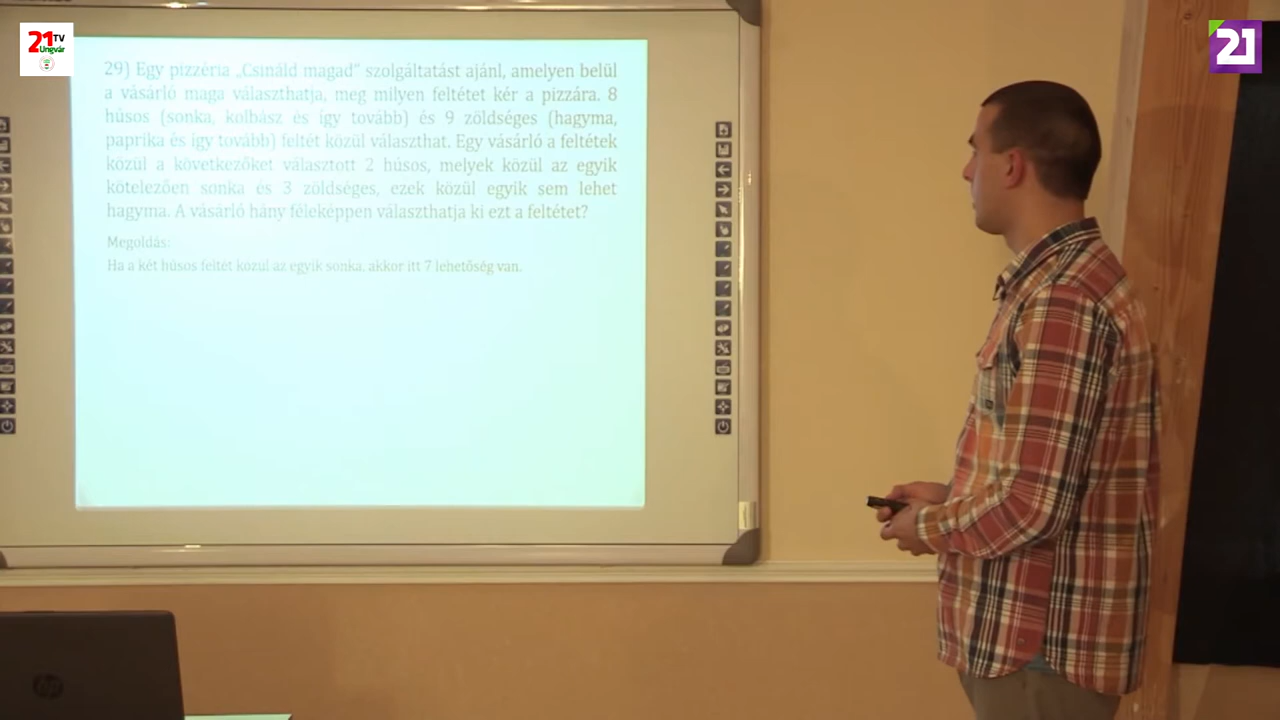 21 TV
Ungvár
21
29) Egy pizzéria „Csináld magad" szolgáltatást ajánl, amelyen belül
a vásárló maga választhatja, meg milyen feltétet kér a pizzára. 8
húsos (sonka, kolbász és így tovább) és 9 zöldséges (hagyma,
paprika és így tovább) feltét közül választhat. Egy vásárló a feltétek
közül a következőket választott 2 húsos, melyek közül az egyik
kötelezően sonka és 3 zöldséges, ezek közül egyik sem lehet
hagyma. A vásárló hány féleképpen választhatja ki ezt a feltétet?
Megoldás:
Ha a két húsos feltét közül az egyik sonka, akkor itt 7 lehetőség van.
hp